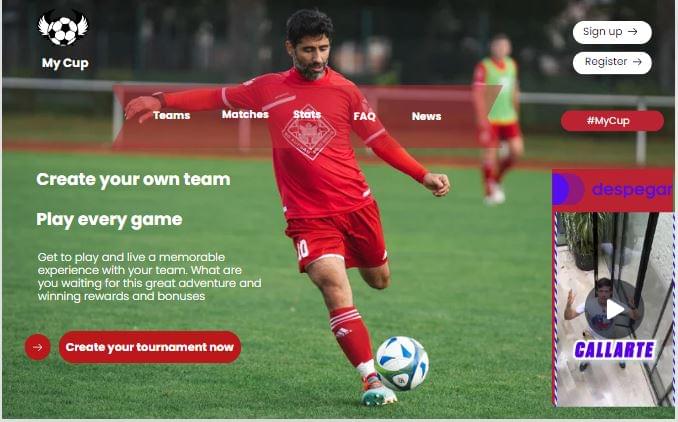 My Cup
Sign up
Register
Teams
Matches
Stats
FAQ
News
#MyCup
Create your own team
Play every game
Get to play and live a memorable
experience with your team. What are
you waiting for this great adventure and
winning rewards and bonuses
Create your tournament now
despegar
CALLARTE
10